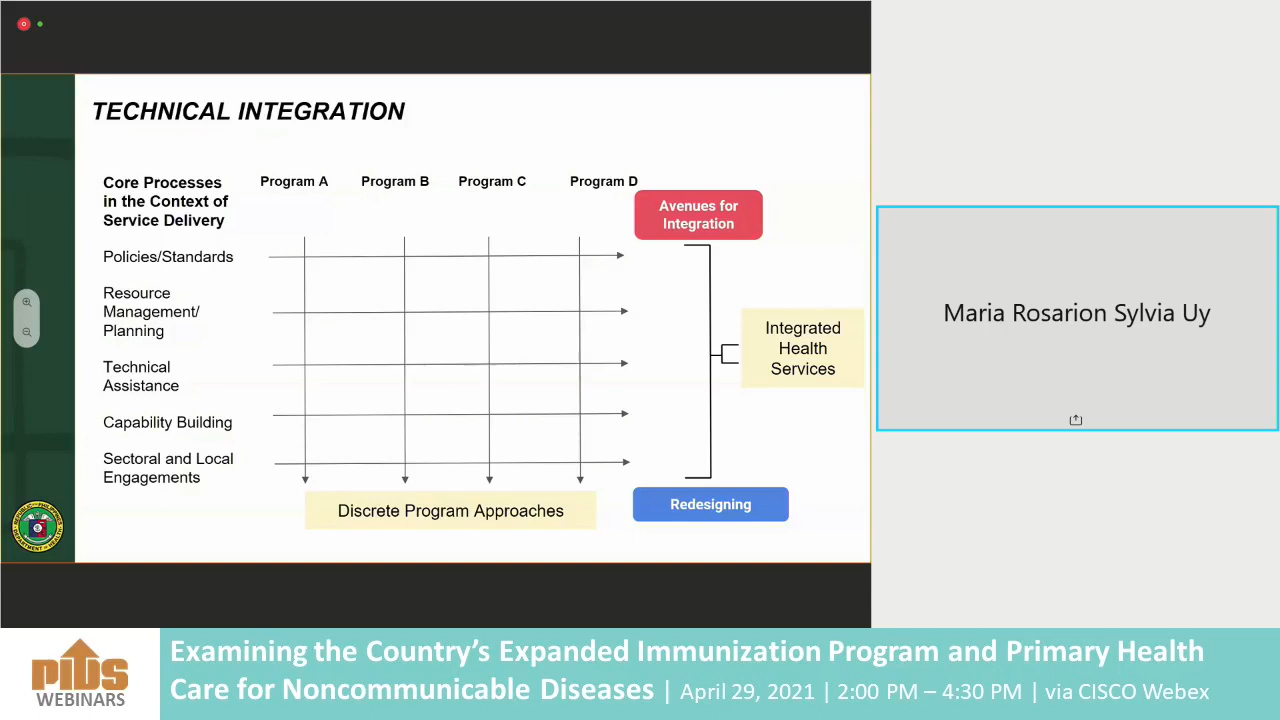 TECHNICAL INTEGRATION
Core Processes
in the Context of
Service Delivery
Program A
Program B
Program C
Program D
Avenues for
Integration
Policies/Standards
Resource
Management/
Planning
Technical
Assistance
Capability Building
Sectoral and Local
Engagements
Integrated
Health
Services
Discrete Program Approaches
Redesigning
Maria Rosarion Sylvia Uy
PIDS
WEBINARS
Examining the Country's Expanded Immunization Program and Primary Health
Care for Noncommunicable Diseases | April 29, 2021 | 2:00 PM – 4:30 PM | via CISCO Webex